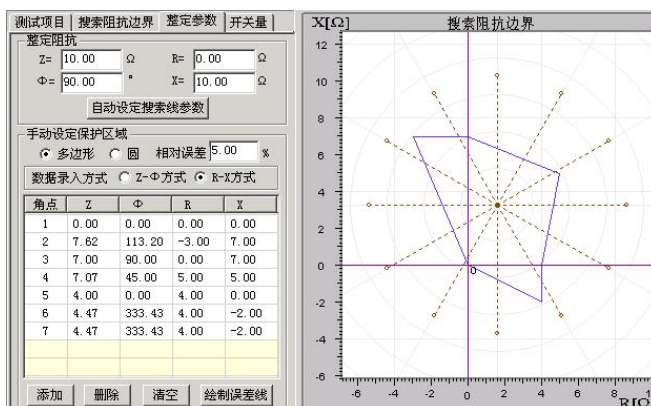 测试项目 搜索阻抗边界 整定参数 开关量
整定阻抗
Z= 10.00 Ω R= 0.00 Ω
Φ= 90.00 ° X= 10.00 Ω
自动设定搜索线参数
手动设定保护区域
多边形 圆 相对误差 5.00 %
数据录入方式 Z-Φ方式 R-X方式
角点 Z Φ R X
1 0.00 0.00 0.00 0.00
2 7.62 113.20 -3.00 7.00
3 7.00 90.00 0.00 7.00
4 7.07 45.00 5.00 5.00
5 4.00 0.00 4.00 0.00
6 4.47 333.43 4.00 -2.00
7 4.47 333.43 4.00 -2.00
添加 删除 清空 绘制误差线
X[Ω] 搜索阻抗边界
12
10
8
6
4
2
0
0
-2
-4
-6
-8 -6 -4 -2 0 2 4 6 8
R[Ω]